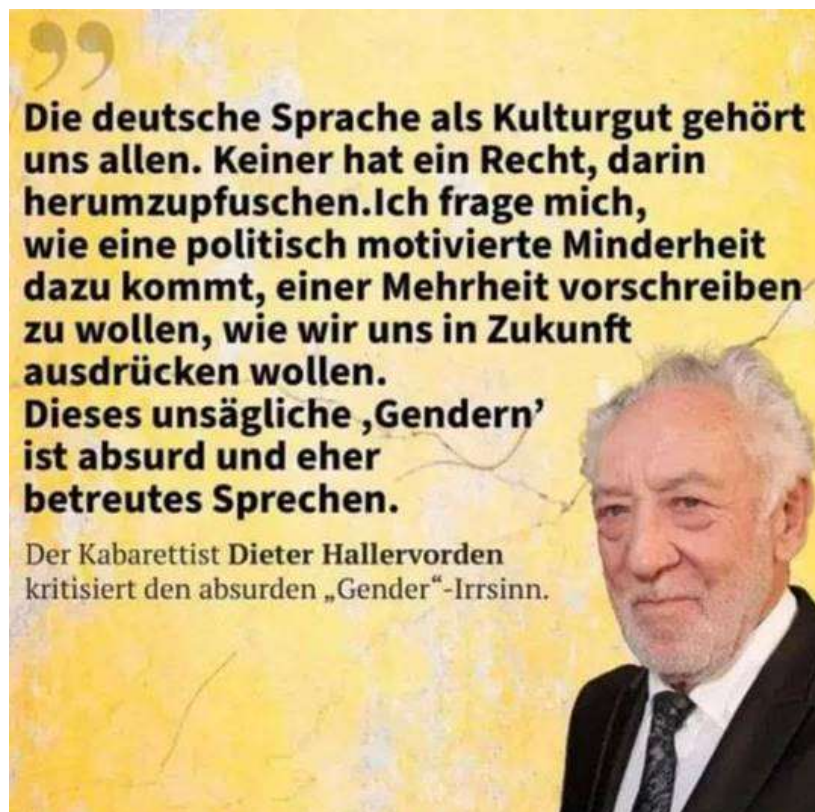 ”
Die deutsche Sprache als Kulturgut gehört
uns allen. Keiner hat ein Recht, darin
herumzupfuschen.Ich frage mich,
wie eine politisch motivierte Minderheit
dazu kommt, einer Mehrheit vorschreiben
zu wollen, wie wir uns in Zukunft
ausdrücken wollen.
Dieses unsägliche ‚Gendern’
ist absurd und eher
betreutes Sprechen.
Der Kabarettist Dieter Hallervorden
kritisiert den absurden „Gender“-Irrsinn.